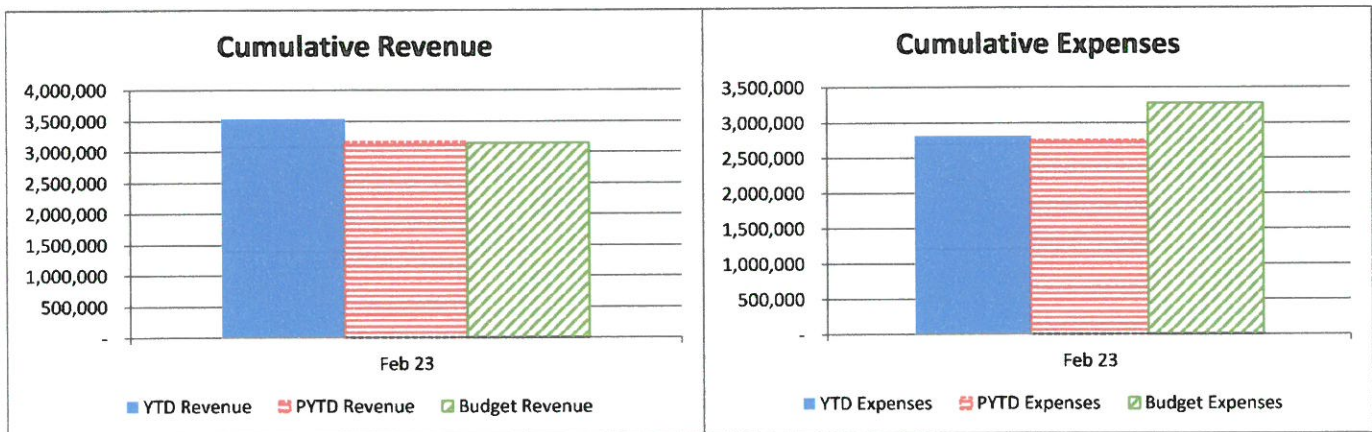 Cumulative Revenue
4,000,000
3,500,000
3,000,000
2,500,000
2,000,000
1,500,000
1,000,000
500,000
-
Feb 23
YTD Revenue PYTD Revenue Budget Revenue
Cumulative Expenses
3,500,000
3,000,000
2,500,000
2,000,000
1,500,000
1,000,000
500,000
-
Feb 23
YTD Expenses PYTD Expenses Budget Expenses